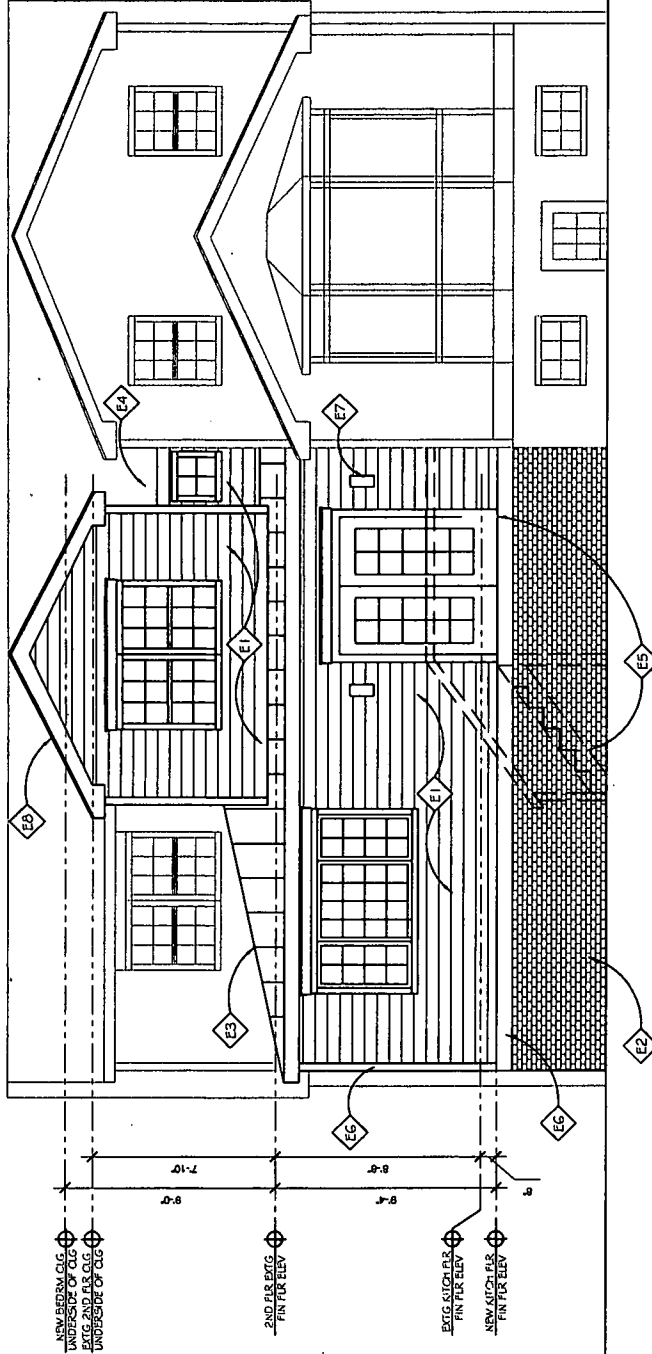 NEW BEDRM CLG
UNDERSIDE OF CLG
EXTG 2ND FLR CLG
UNDERSIDE OF CLG
2ND FLR EXTG
FIN FLR ELEV
EXTG KITCH FLR
FIN FLR ELEV
NEW KITCH FLR
FIN FLR ELEV
9'-0"
7'-10"
9'-4"
8'-8"
8"
E8
E4
E1
E3
E7
E1
E5
E6
E6
E2